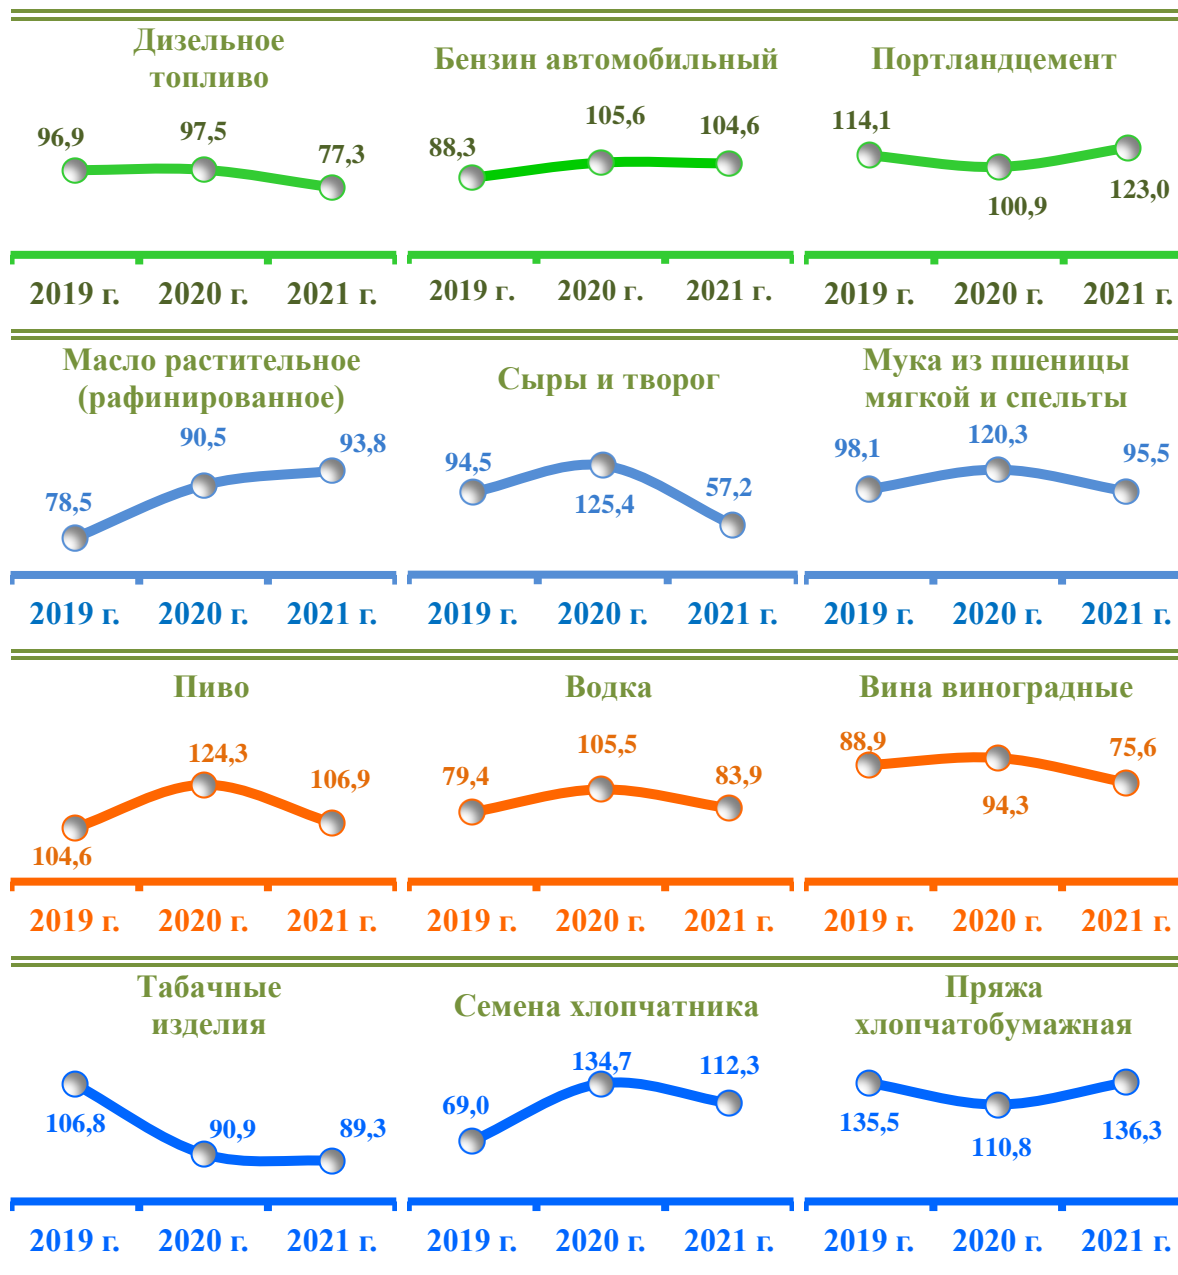 Дизельное
топливо
96,9
97,5
77,3
2019 г. 2020 г. 2021 г.
Бензин автомобильный
88,3
105,6
104,6
2019 г. 2020 г. 2021 г.
Портландцемент
114,1
100,9
123,0
2019 г. 2020 г. 2021 г.
Масло растительное
(рафинированное)
78,5
90,5
93,8
2019 г. 2020 г. 2021 г.
Сыры и творог
94,5
125,4
57,2
2019 г. 2020 г. 2021 г.
Мука из пшеницы
мягкой и спельты
98,1
120,3
95,5
2019 г. 2020 г. 2021 г.
Пиво
104,6
124,3
106,9
2019 г. 2020 г. 2021 г.
Водка
79,4
105,5
83,9
2019 г. 2020 г. 2021 г.
Вина виноградные
88,9
94,3
75,6
2019 г. 2020 г. 2021 г.
Табачные
изделия
106,8
90,9
89,3
2019 г. 2020 г. 2021 г.
Семена хлопчатника
69,0
134,7
112,3
2019 г. 2020 г. 2021 г.
Пряжа
хлопчатобумажная
135,5
110,8
136,3
2019 г. 2020 г. 2021 г.